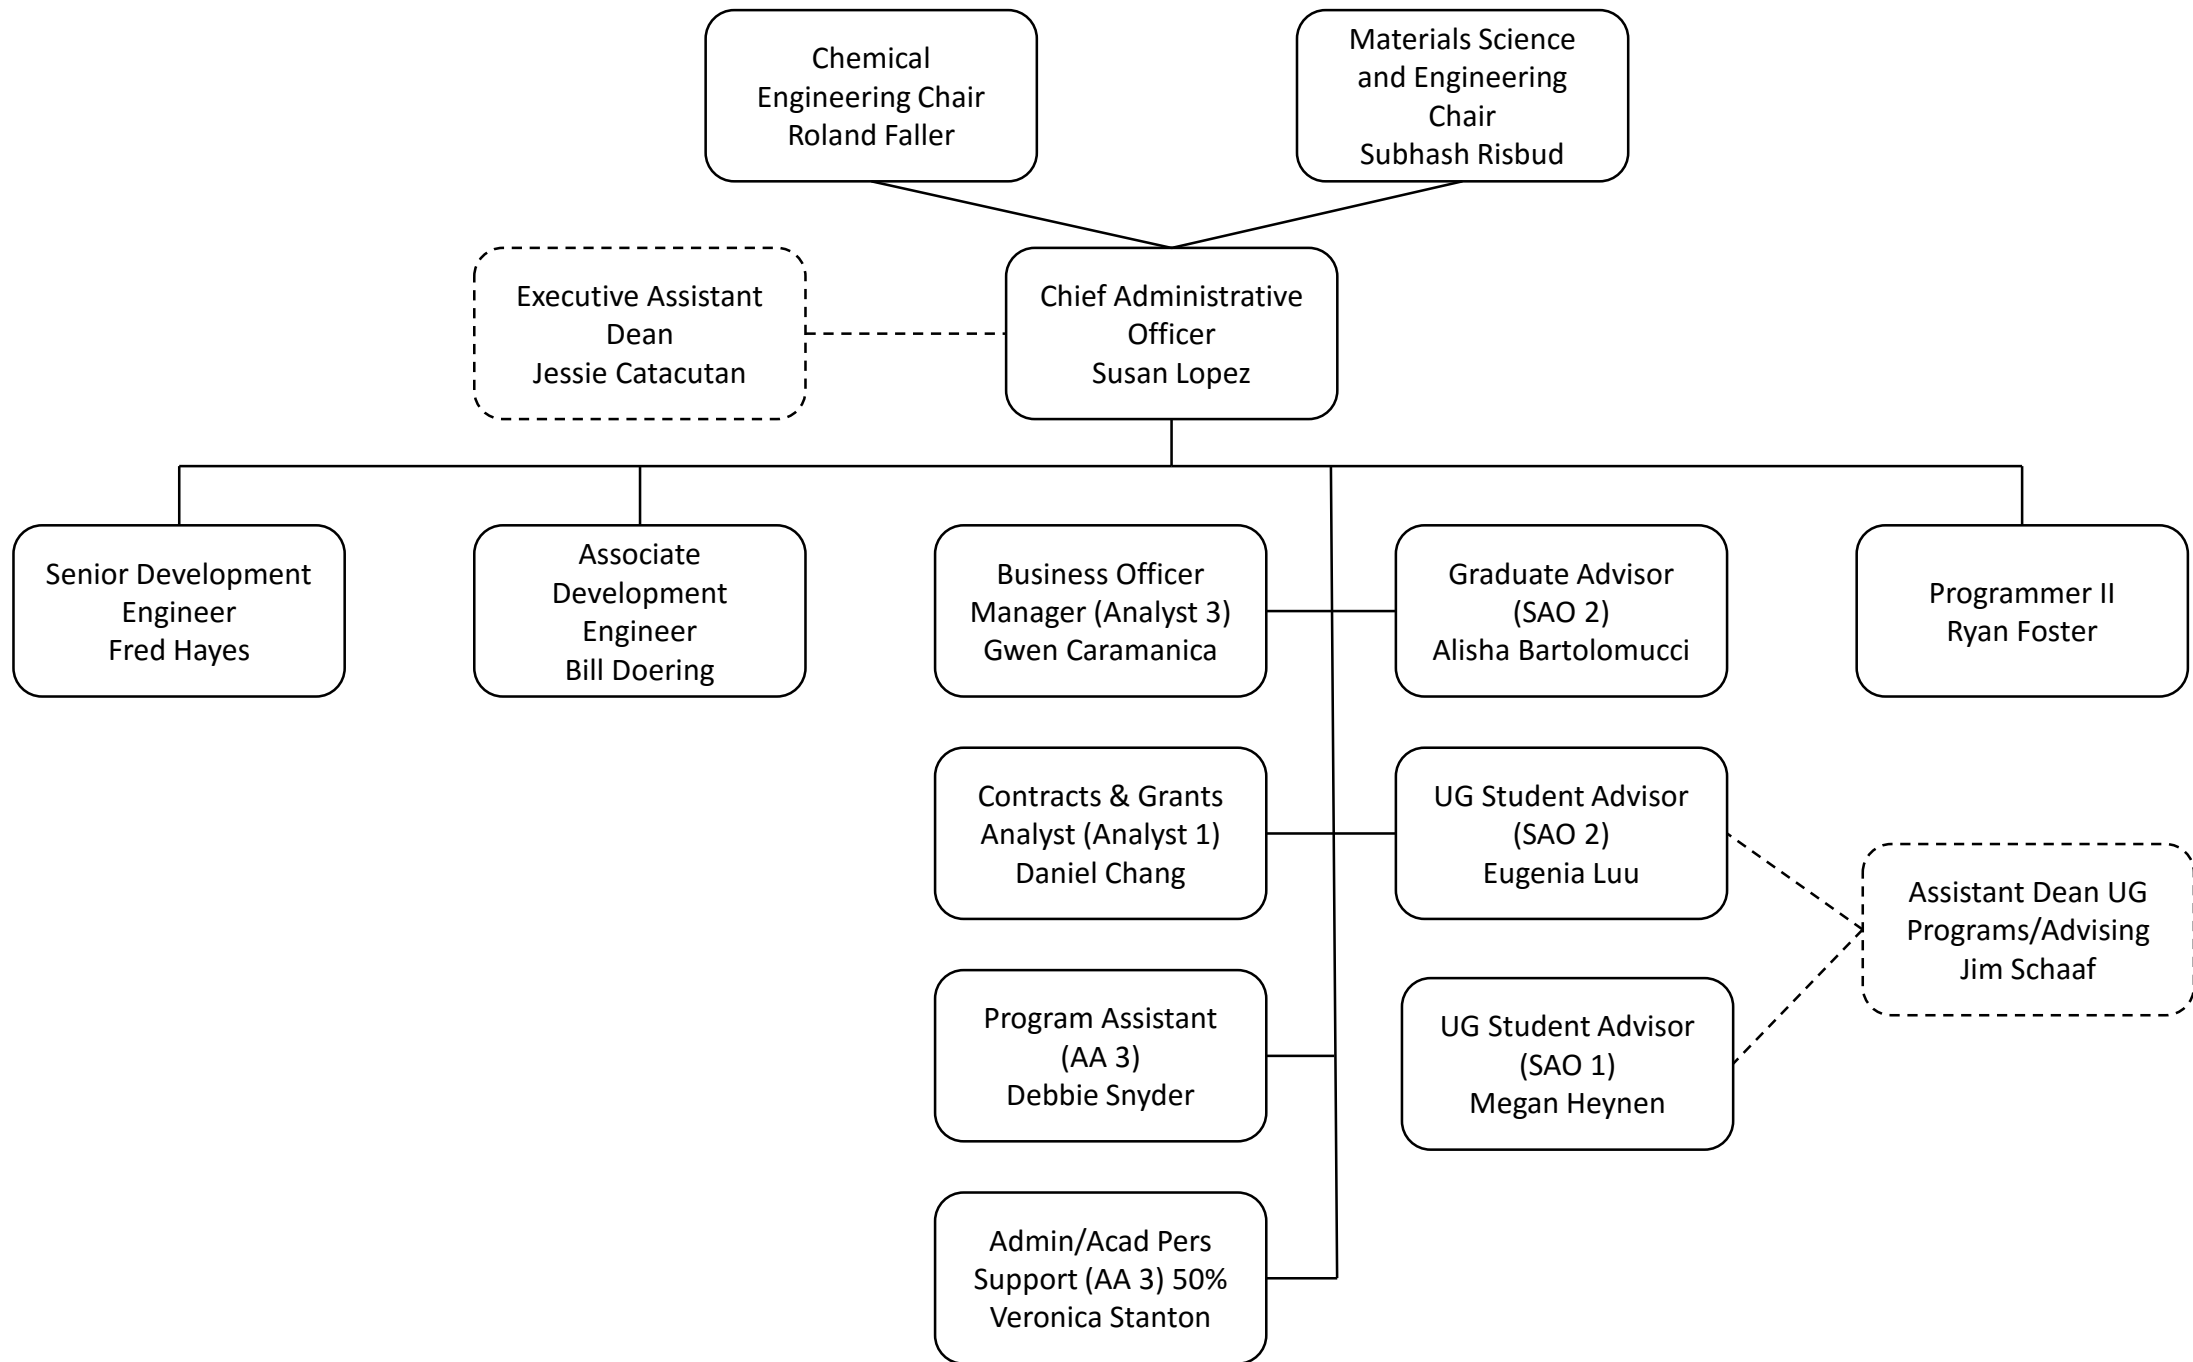 Chemical
Engineering Chair
Roland Faller
Materials Science
and Engineering
Chair
Subhash Risbud
Executive Assistant
Dean
Jessie Catacutan
Chief Administrative
Officer
Susan Lopez
Senior Development
Engineer
Fred Hayes
Associate
Development
Engineer
Bill Doering
Business Officer
Manager (Analyst 3)
Gwen Caramanica
Graduate Advisor
(SAO 2)
Alisha Bartolomucci
Programmer II
Ryan Foster
Contracts & Grants
Analyst (Analyst 1)
Daniel Chang
UG Student Advisor
(SAO 2)
Eugenia Luu
Assistant Dean UG
Programs/Advising
Jim Schaaf
Program Assistant
(AA 3)
Debbie Snyder
UG Student Advisor
(SAO 1)
Megan Heynen
Admin/Acad Pers
Support (AA 3) 50%
Veronica Stanton